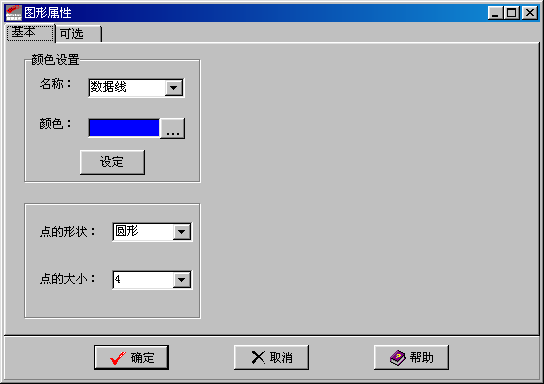 图形属性
基本 可选
颜色设置
名称： 数据线
颜色： ...
设定
点的形状： 圆形
点的大小： 4
确定 取消 帮助